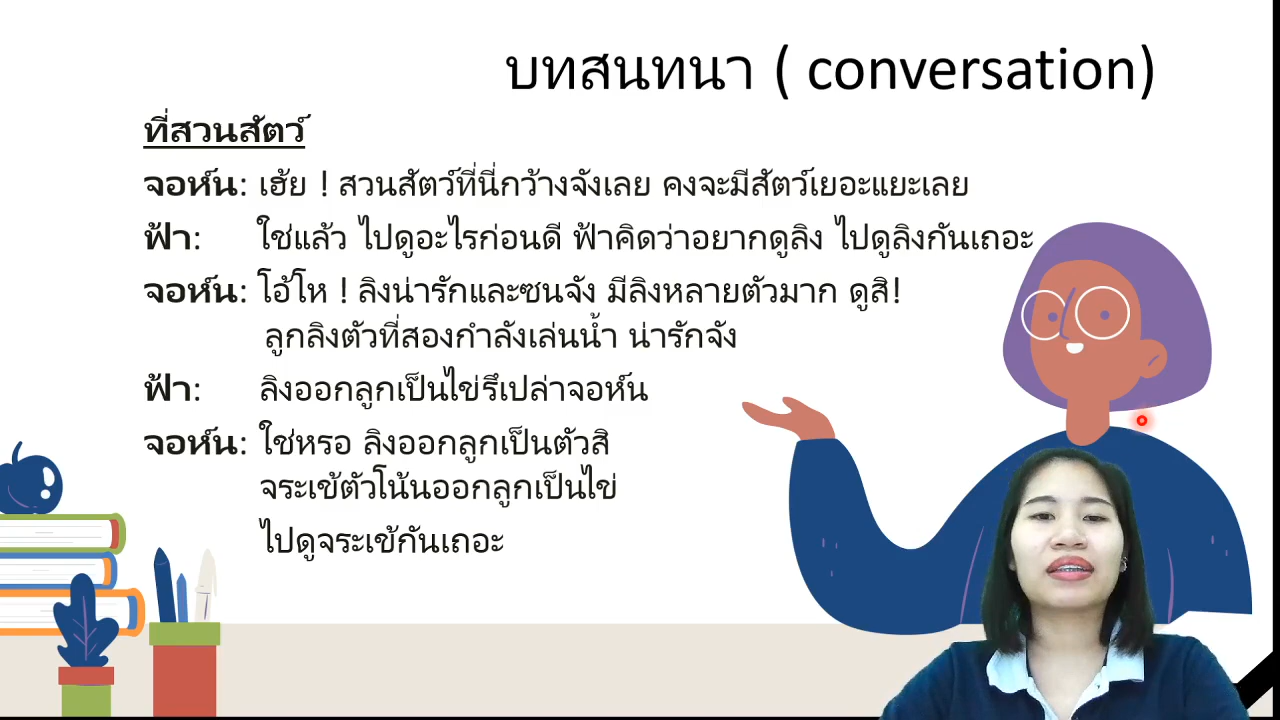 บทสนทนา ( conversation)
ที่สวนสัตว์
จอห์น: เฮ้ย ! สวนสัตว์ที่นี่กว้างจังเลย คงจะมีสัตว์เยอะแยะเลย
ฟ้า: ใช่แล้ว ไปดูอะไรก่อนดี ฟ้าคิดว่าอยากดูลิง ไปดูลิงกันเถอะ
จอห์น: โอ้โห ! ลิงน่ารักและซนจัง มีลิงหลายตัวมาก ดูสิ!
ลูกลิงตัวที่สองกำลังเล่นน้ำ น่ารักจัง
ฟ้า: ลิงออกลูกเป็นไข่รึเปล่าจอห์น
จอห์น: ใช่หรอ ลิงออกลูกเป็นตัวสิ
จระเข้ตัวโน้นออกลูกเป็นไข่
ไปดูจระเข้กันเถอะ